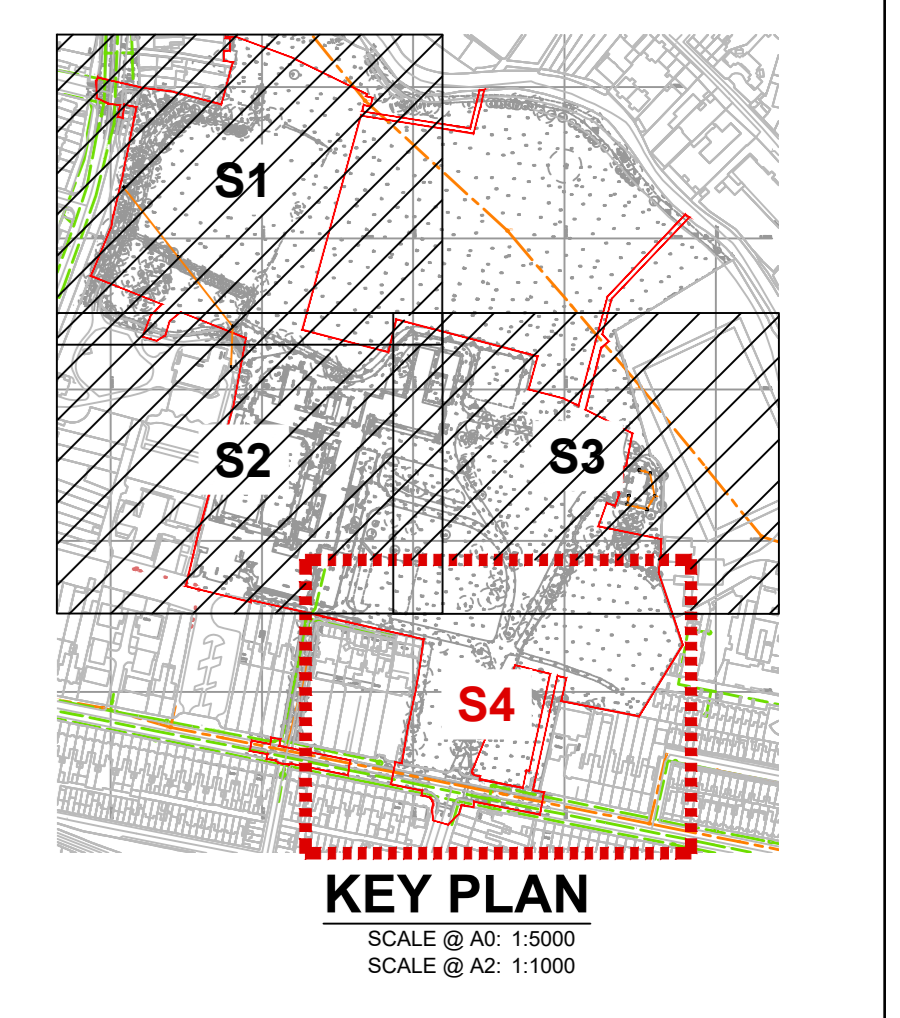 S1
S2
S3
S4
KEY PLAN
SCALE @ A0: 1:5000
SCALE @ A2: 1:1000